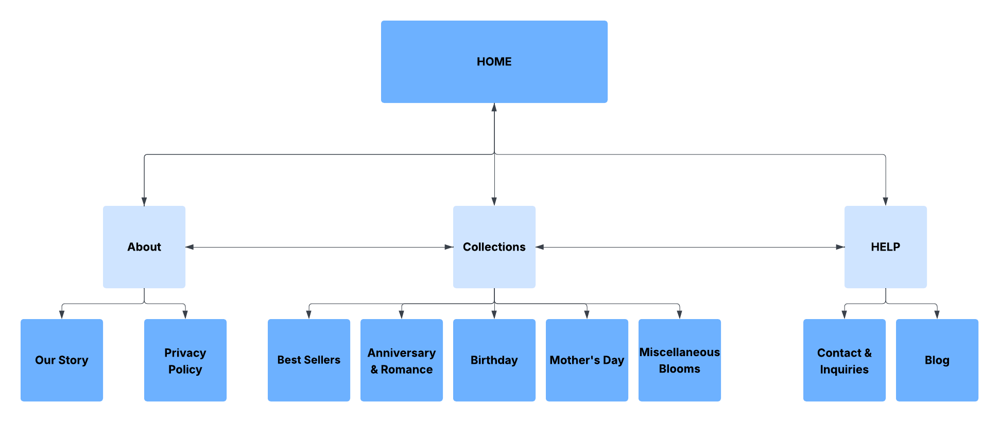 HOME
About
Collections
HELP
Our Story
Privacy
Policy
Best Sellers
Anniversary
& Romance
Birthday
Mother's Day
Miscellaneous
Blooms
Contact &
Inquiries
Blog